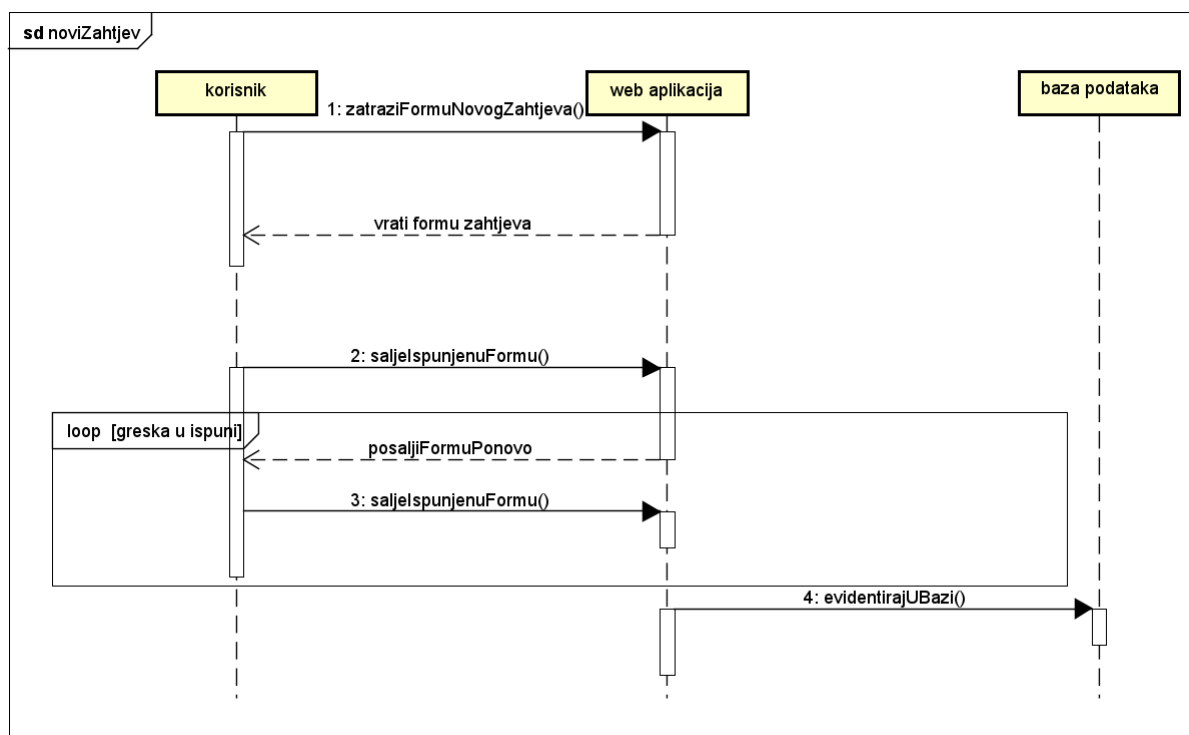 sd noviZahtjev
korisnik
web aplikacija
baza podataka
1: zatraziFormuNovogZahtjeva()
vrati formu zahtjeva
2: saljeIspunjenuFormu()
loop [greska u ispuni]
posaljiFormuPonovo
3: saljeIspunjenuFormu()
4: evidentirajUBazi()